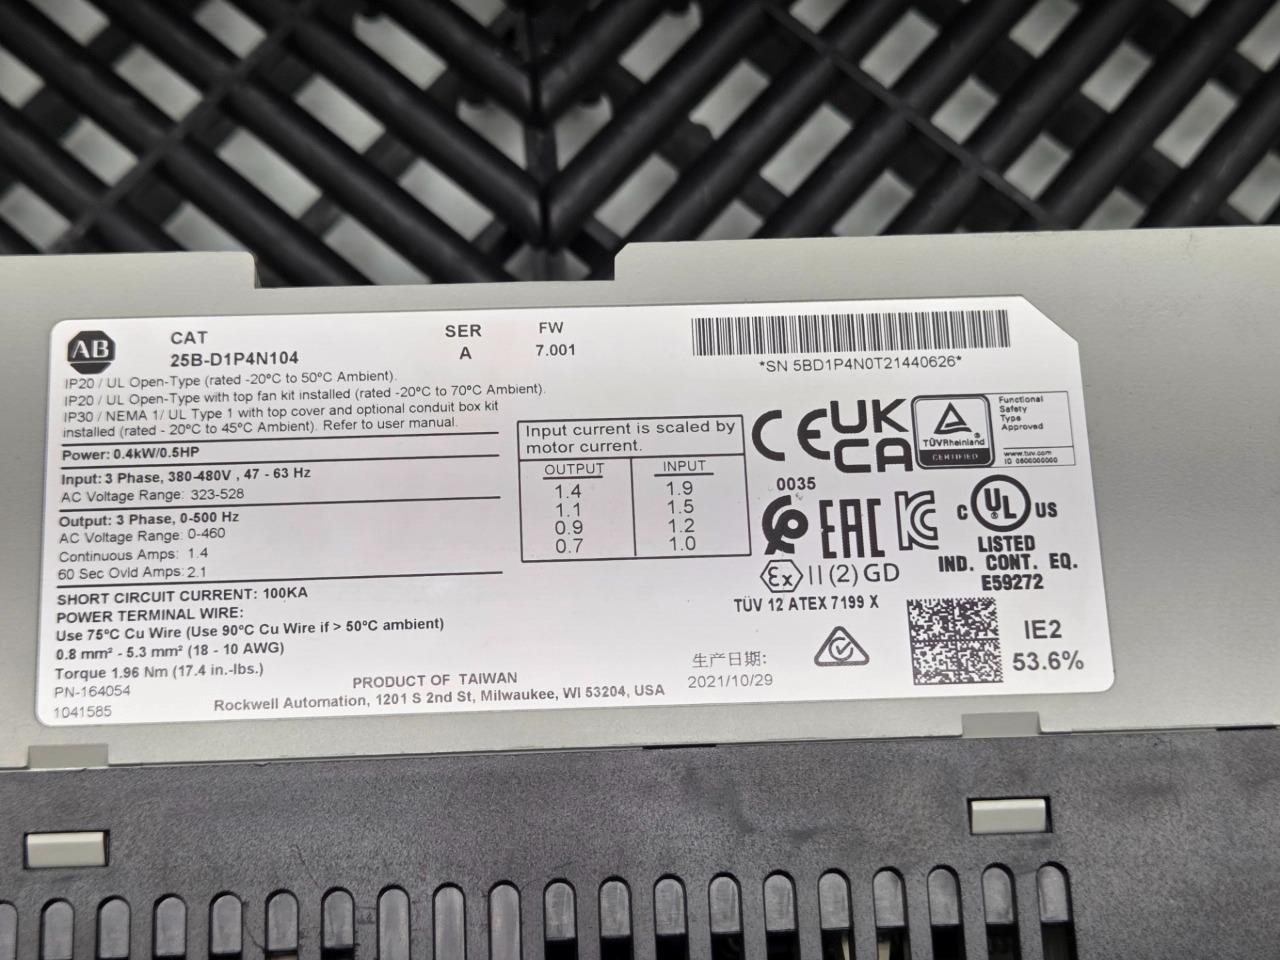 AB
CAT
25B-D1P4N104
SER
A
FW
7.001
*SN 5BD1P4N0T21440626*
IP20 / UL Open-Type (rated -20°C to 50°C Ambient).
IP20 / UL Open-Type with top fan kit installed (rated -20°C to 70°C Ambient).
IP30 / NEMA 1/ UL Type 1 with top cover and optional conduit box kit
installed (rated - 20°C to 45°C Ambient). Refer to user manual.
Power: 0.4kW/0.5HP
Input: 3 Phase, 380-480V , 47 - 63 Hz
AC Voltage Range: 323-528
Output: 3 Phase, 0-500 Hz
AC Voltage Range: 0-460
Continuous Amps: 1.4
60 Sec Ovld Amps: 2.1
SHORT CIRCUIT CURRENT: 100KA
POWER TERMINAL WIRE:
Use 75°C Cu Wire (Use 90°C Cu Wire if > 50°C ambient)
0.8 mm² - 5.3 mm² (18 - 10 AWG)
Torque 1.96 Nm (17.4 in.-lbs.)
PN-164054
1041585
PRODUCT OF TAIWAN
Rockwell Automation, 1201 S 2nd St, Milwaukee, WI 53204, USA
Input current is scaled by
motor current.
OUTPUT INPUT
1.4 1.9
1.1 1.5
0.9 1.2
0.7 1.0
CE
UK
CA
TÜVRheinland
CERTIFIED
Functional
Safety
Type
Approved
www.tuv.com
ID 0600000000
0035
EAC
KC
C UL US
LISTED
IND. CONT. EQ.
E59272
Ex II (2) GD
TÜV 12 ATEX 7199 X
生产日期:
2021/10/29
IE2
53.6%